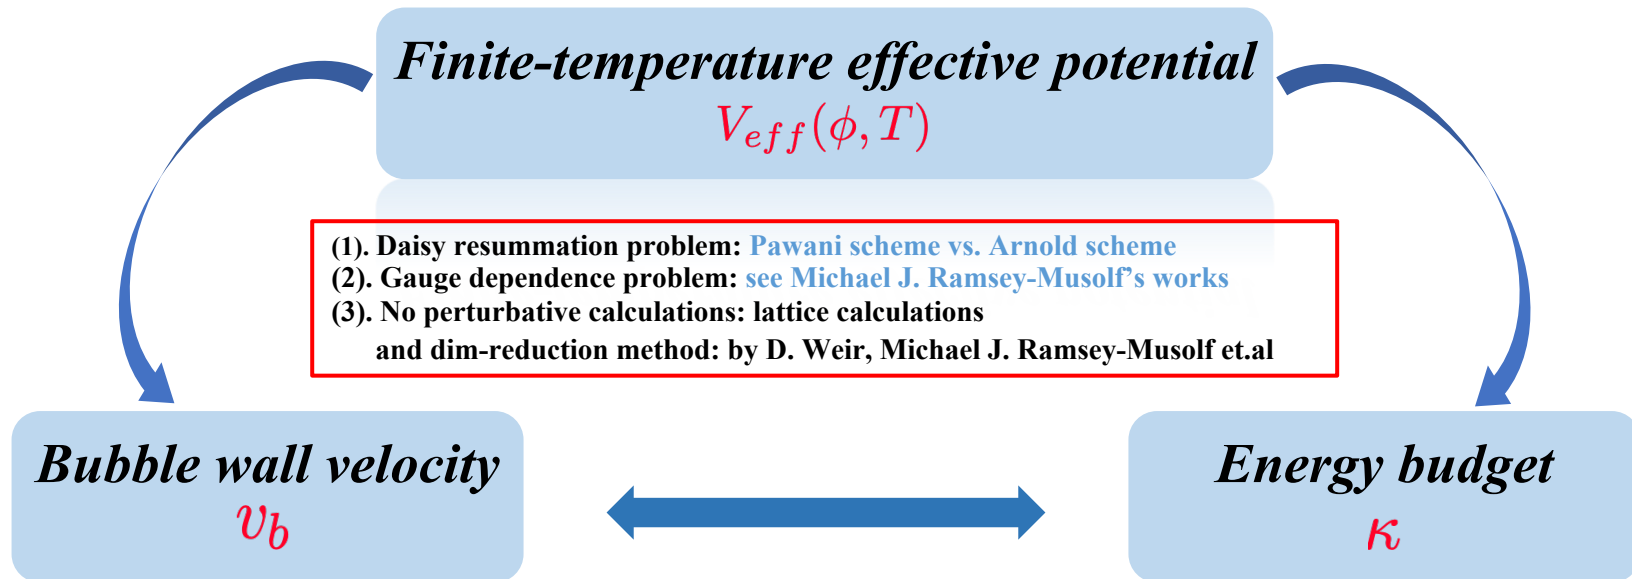 Finite-temperature effective potential
V_{eff}(ϕ, T)
(1). Daisy resummation problem: Pawani scheme vs. Arnold scheme
(2). Gauge dependence problem: see Michael J. Ramsey-Musolf’s works
(3). No perturbative calculations: lattice calculations
and dim-reduction method: by D. Weir, Michael J. Ramsey-Musolf et.al
Bubble wall velocity
v_b
Energy budget
κ